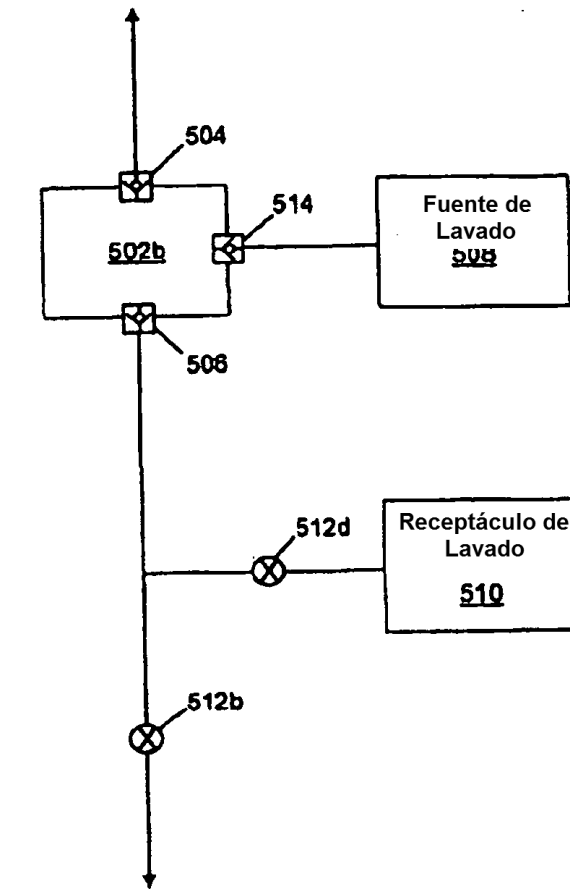 504
514
Fuente de
Lavado
508
502b
506
512d
Receptáculo de
Lavado
510
512b